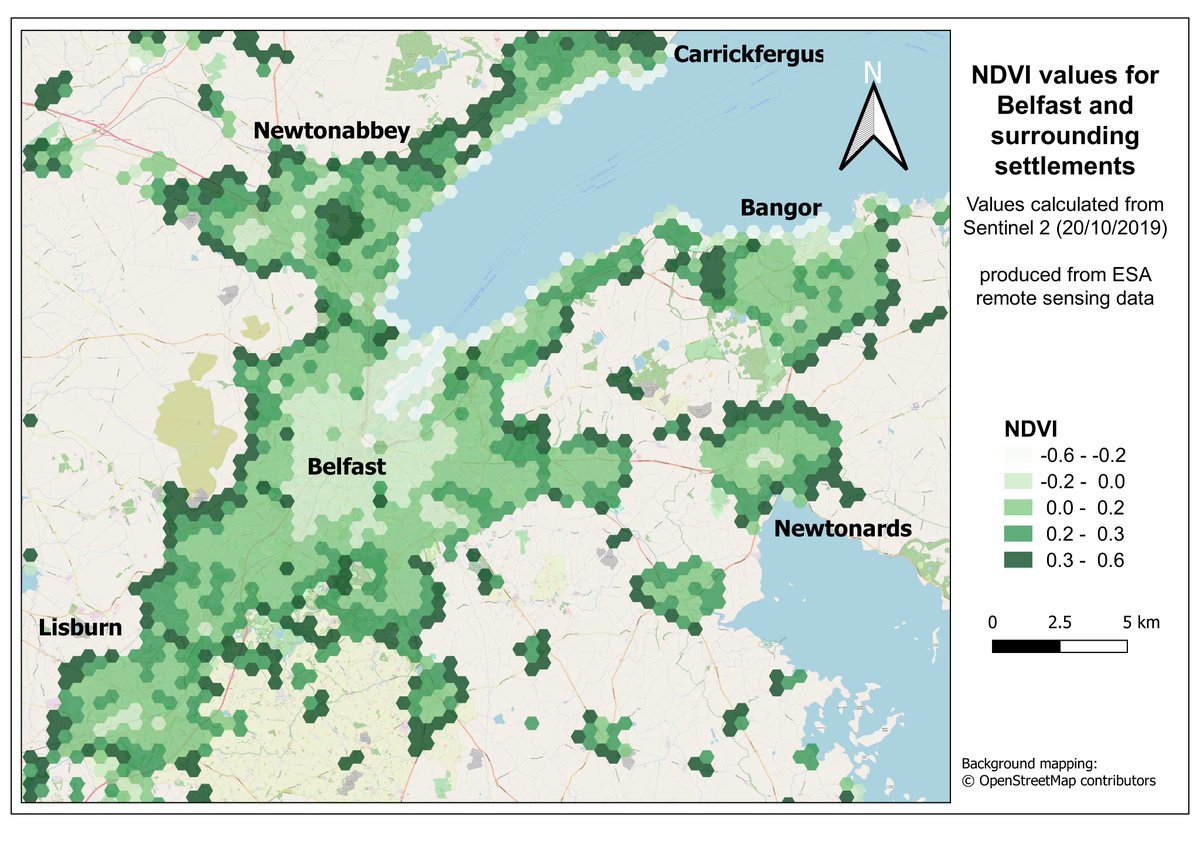 Carrickfergus
N
Newtonabbey
Bangor
Belfast
Newtonards
Lisburn
NDVI values for
Belfast and
surrounding
settlements
Values calculated from
Sentinel 2 (20/10/2019)
produced from ESA
remote sensing data
NDVI
-0.6 - -0.2
-0.2 - 0.0
0.0 - 0.2
0.2 - 0.3
0.3 - 0.6
0 2.5 5 km
Background mapping:
© OpenStreetMap contributors